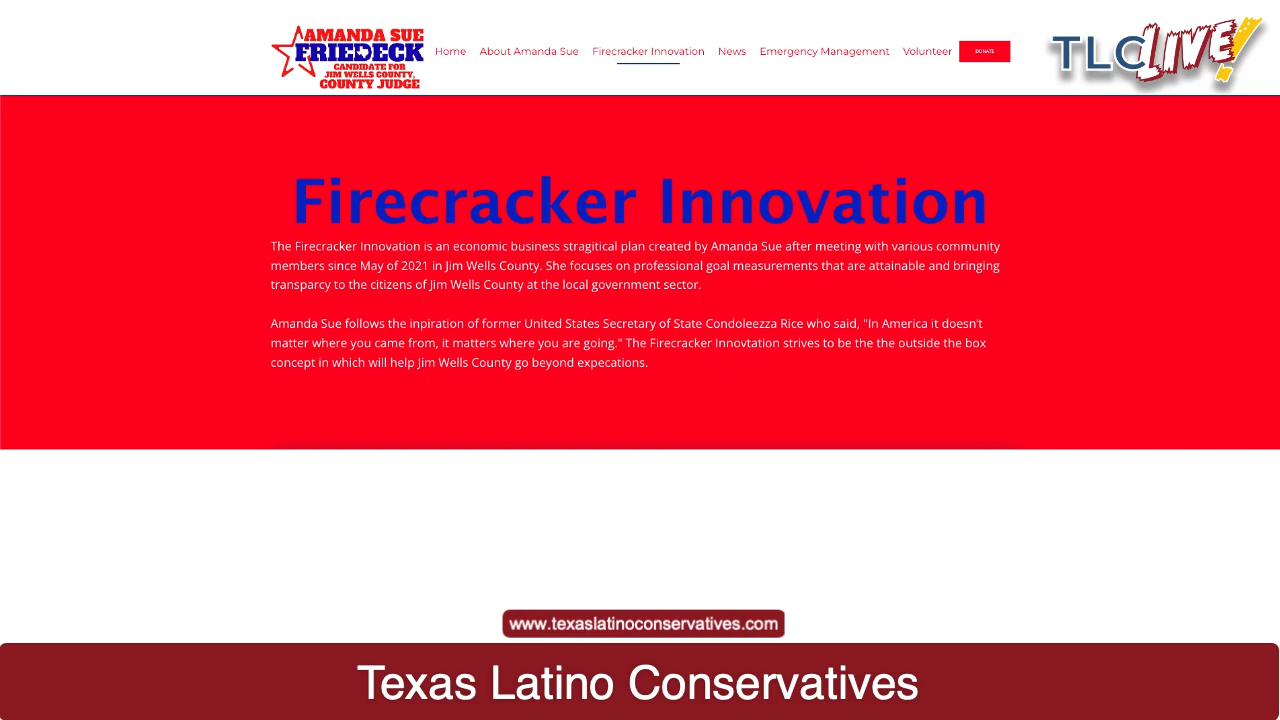 AMANDA SUE
FRIEDECK
CANDIDATE FOR
JIM WELLS COUNTY,
COUNTY JUDGE
Home About Amanda Sue Firecracker Innovation News Emergency Management Volunteer DONATE
TLC LIVE!
Firecracker Innovation
The Firecracker Innovation is an economic business stragitical plan created by Amanda Sue after meeting with various community
members since May of 2021 in Jim Wells County. She focuses on professional goal measurements that are attainable and bringing
transparcy to the citizens of Jim Wells County at the local government sector.
Amanda Sue follows the inpiration of former United States Secretary of State Condoleezza Rice who said, "In America it doesn't
matter where you came from, it matters where you are going." The Firecracker Innovtation strives to be the the outside the box
concept in which will help Jim Wells County go beyond expecations.
www.texaslatinoconservatives.com
Texas Latino Conservatives